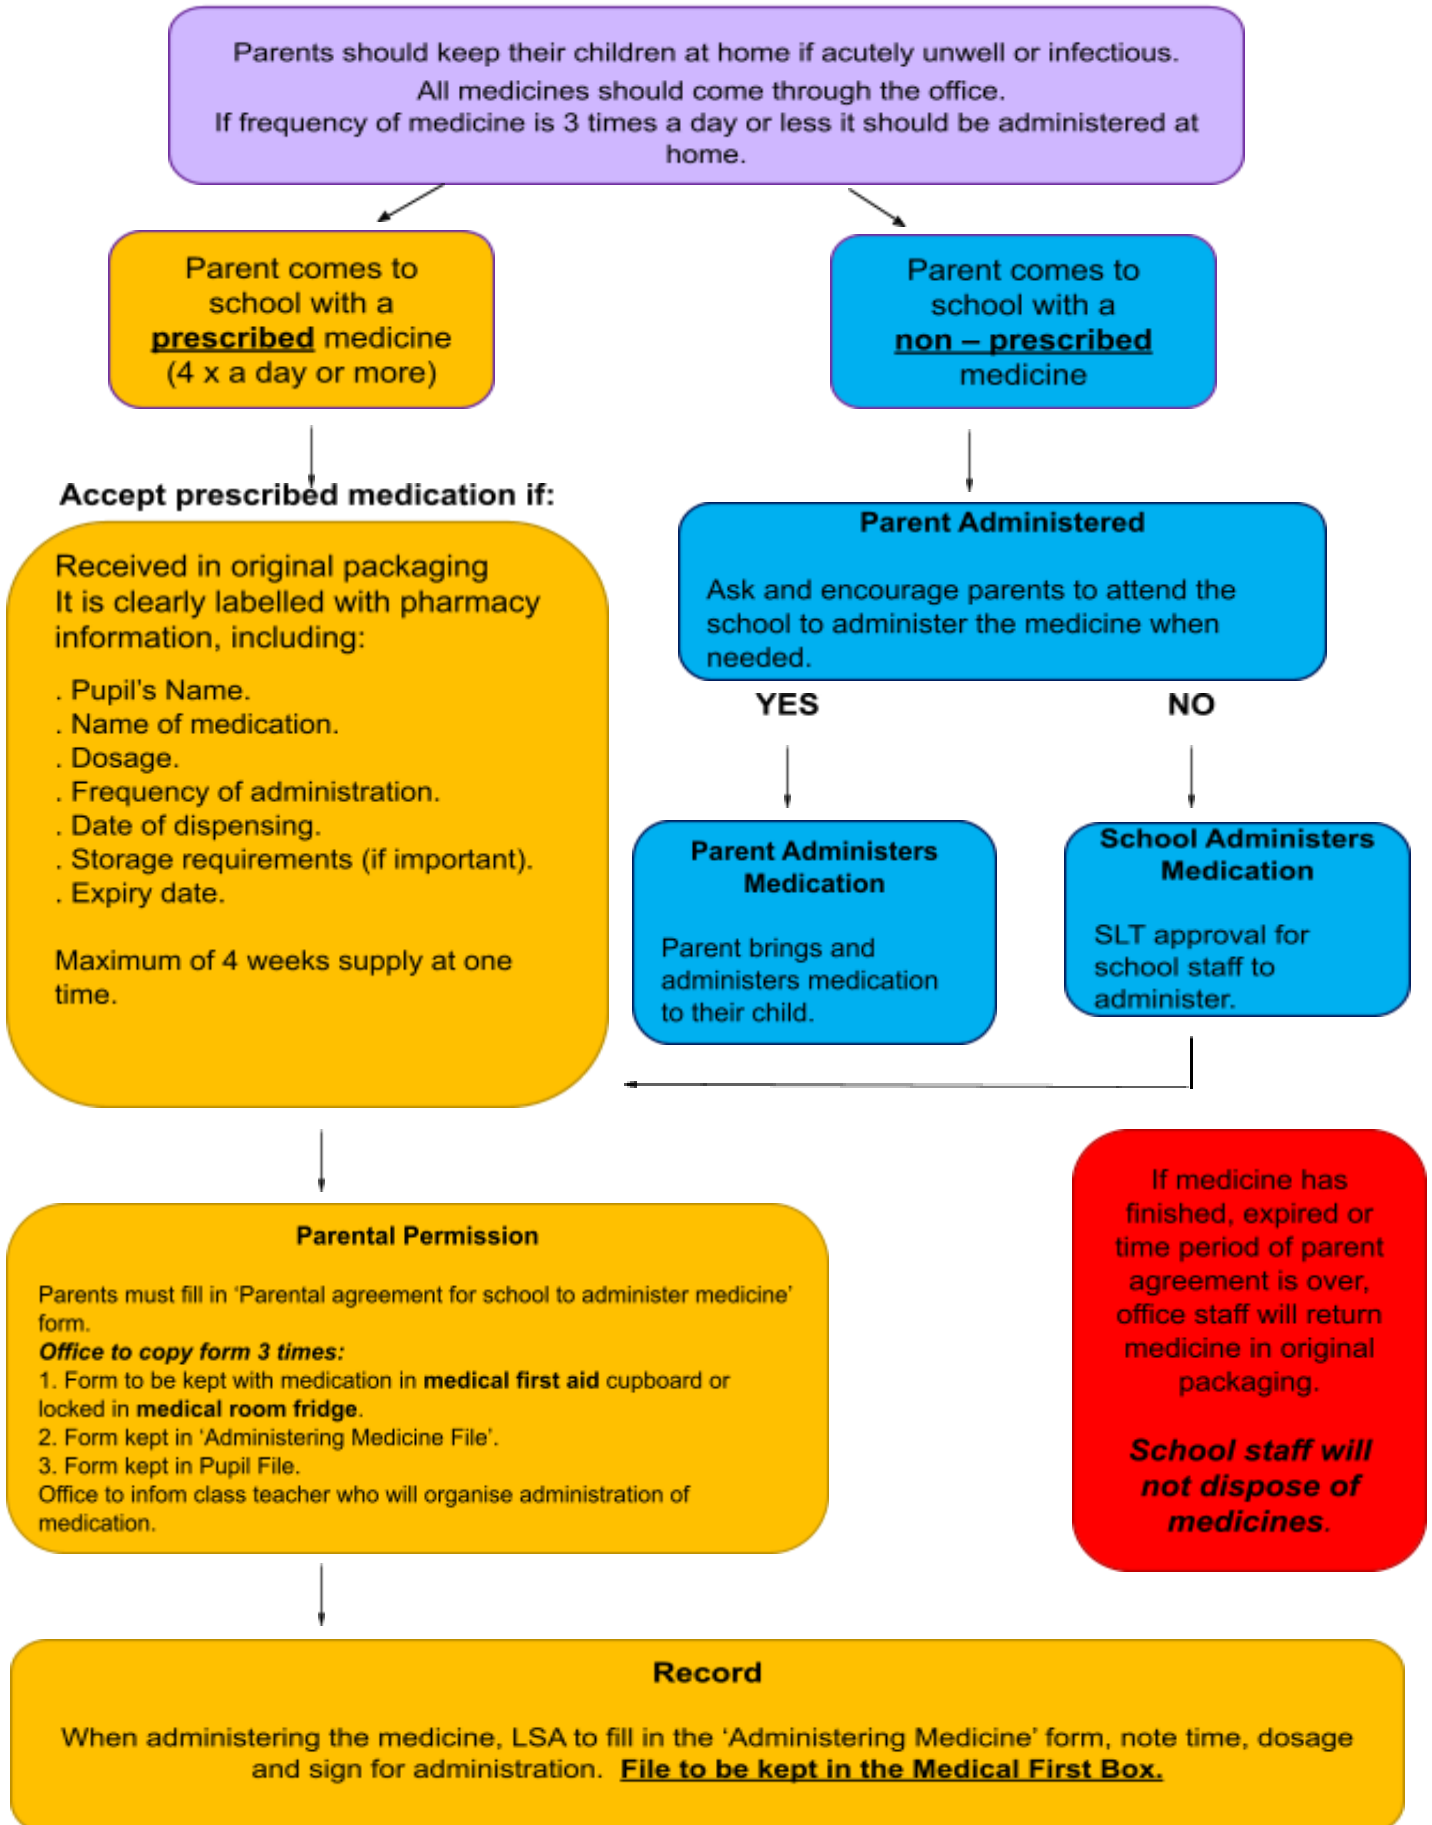 Parents should keep their children at home if acutely unwell or infectious.
All medicines should come through the office.
If frequency of medicine is 3 times a day or less it should be administered at
home.
Parent comes to
school with a
prescribed medicine
(4 x a day or more)
Parent comes to
school with a
non – prescribed
medicine
Accept prescribed medication if:
Received in original packaging
It is clearly labelled with pharmacy
information, including:
. Pupil's Name.
. Name of medication.
. Dosage.
. Frequency of administration.
. Date of dispensing.
. Storage requirements (if important).
. Expiry date.
Maximum of 4 weeks supply at one
time.
Parent Administered
Ask and encourage parents to attend the
school to administer the medicine when
needed.
YES
NO
Parent Administers
Medication
Parent brings and
administers medication
to their child.
School Administers
Medication
SLT approval for
school staff to
administer.
Parental Permission
Parents must fill in ‘Parental agreement for school to administer medicine’
form.
Office to copy form 3 times:
1. Form to be kept with medication in medical first aid cupboard or
locked in medical room fridge.
2. Form kept in ‘Administering Medicine File’.
3. Form kept in Pupil File.
Office to infom class teacher who will organise administration of
medication.
If medicine has
finished, expired or
time period of parent
agreement is over,
office staff will return
medicine in original
packaging.
School staff will
not dispose of
medicines.
Record
When administering the medicine, LSA to fill in the ‘Administering Medicine’ form, note time, dosage
and sign for administration. File to be kept in the Medical First Box.